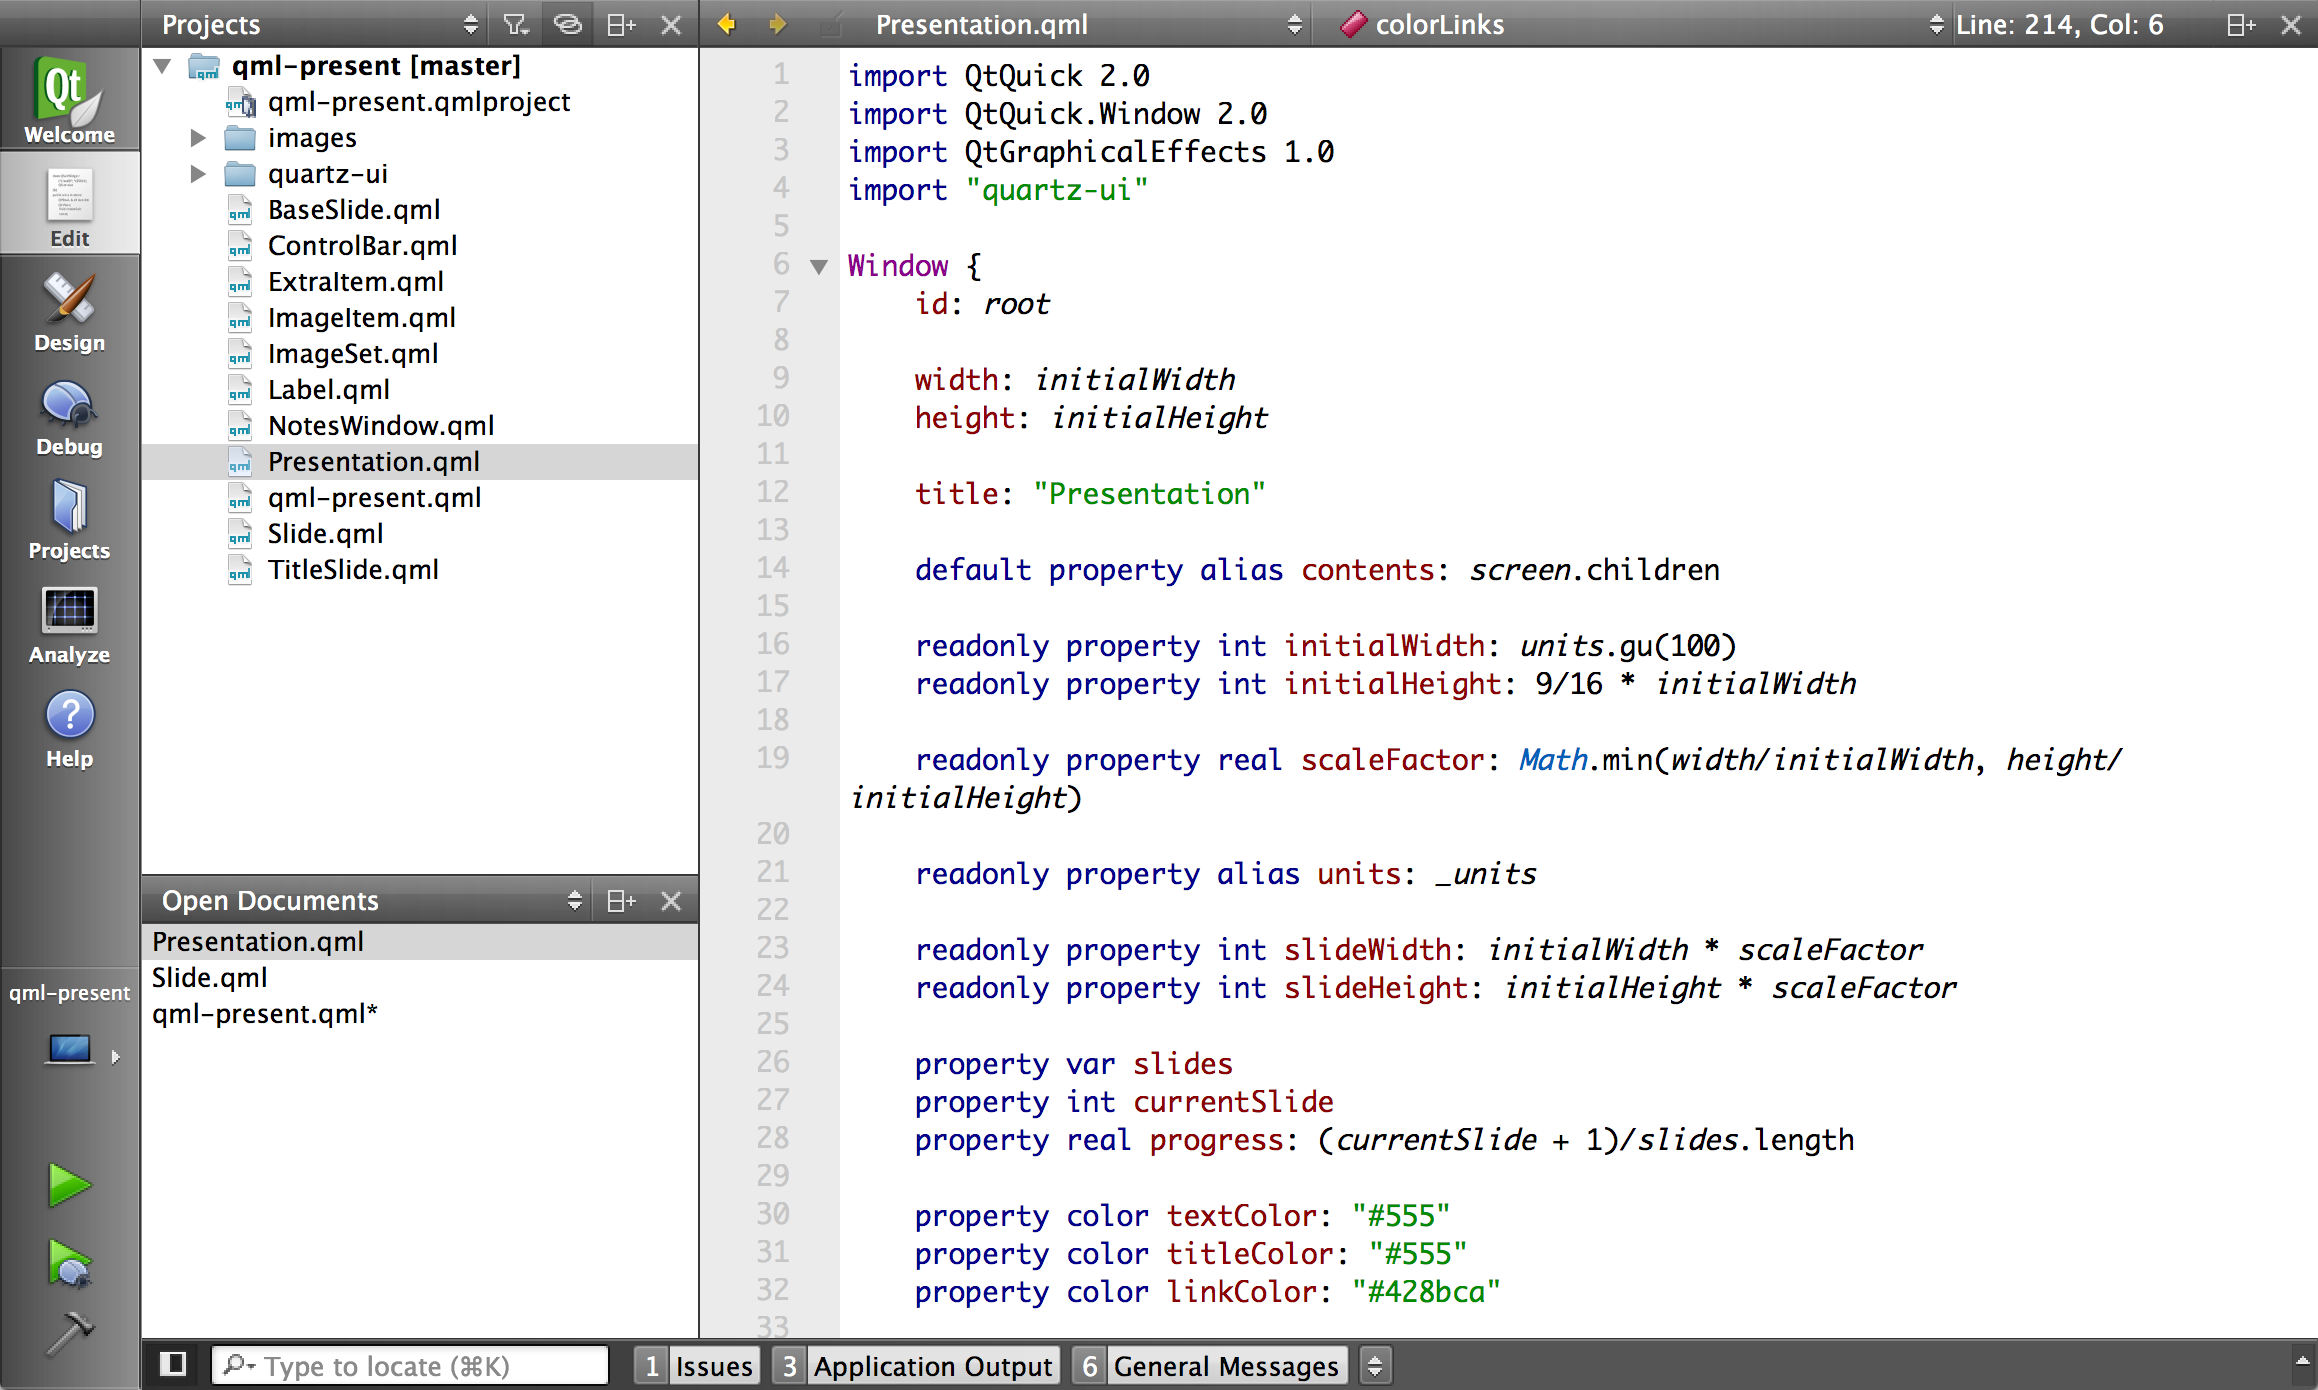 Projects
Presentation.qml
colorLinks
Line: 214, Col: 6
Qt
Welcome
Edit
Design
Debug
Projects
Analyze
Help
qml-present
qml-present [master]
qml-present.qmlproject
images
quartz-ui
BaseSlide.qml
ControlBar.qml
ExtraItem.qml
ImageItem.qml
ImageSet.qml
Label.qml
NotesWindow.qml
Presentation.qml
qml-present.qml
Slide.qml
TitleSlide.qml
Open Documents
Presentation.qml
Slide.qml
qml-present.qml*
1 import QtQuick 2.0
2 import QtQuick.Window 2.0
3 import QtGraphicalEffects 1.0
4 import "quartz-ui"
5
6 Window {
7     id: root
8
9     width: initialWidth
10     height: initialHeight
11
12     title: "Presentation"
13
14     default property alias contents: screen.children
15
16     readonly property int initialWidth: units.gu(100)
17     readonly property int initialHeight: 9/16 * initialWidth
18
19     readonly property real scaleFactor: Math.min(width/initialWidth, height/
initialHeight)
20
21     readonly property alias units: _units
22
23     readonly property int slideWidth: initialWidth * scaleFactor
24     readonly property int slideHeight: initialHeight * scaleFactor
25
26     property var slides
27     property int currentSlide
28     property real progress: (currentSlide + 1)/slides.length
29
30     property color textColor: "#555"
31     property color titleColor: "#555"
32     property color linkColor: "#428bca"
33
Type to locate (⌘K)
1 Issues
3 Application Output
6 General Messages